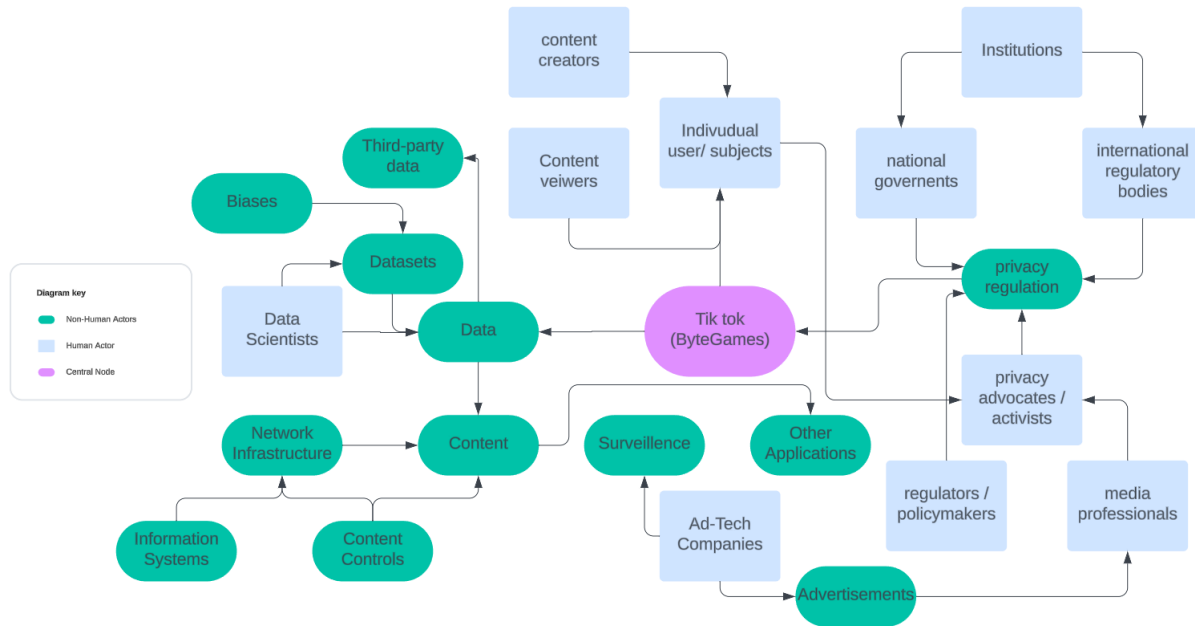 content
creators
Institutions
Third-party
data
Indivudual
user/ subjects
Content
veiwers
national
governents
international
regulatory
bodies
Biases
Datasets
privacy
regulation
Diagram key
Non-Human Actors
Human Actor
Central Node
Data
Scientists
Data
Tik tok
(ByteGames)
privacy
advocates /
activists
Network
Infrastructure
Content
Surveillence
Other
Applications
regulators /
policymakers
media
professionals
Information
Systems
Content
Controls
Ad-Tech
Companies
Advertisements